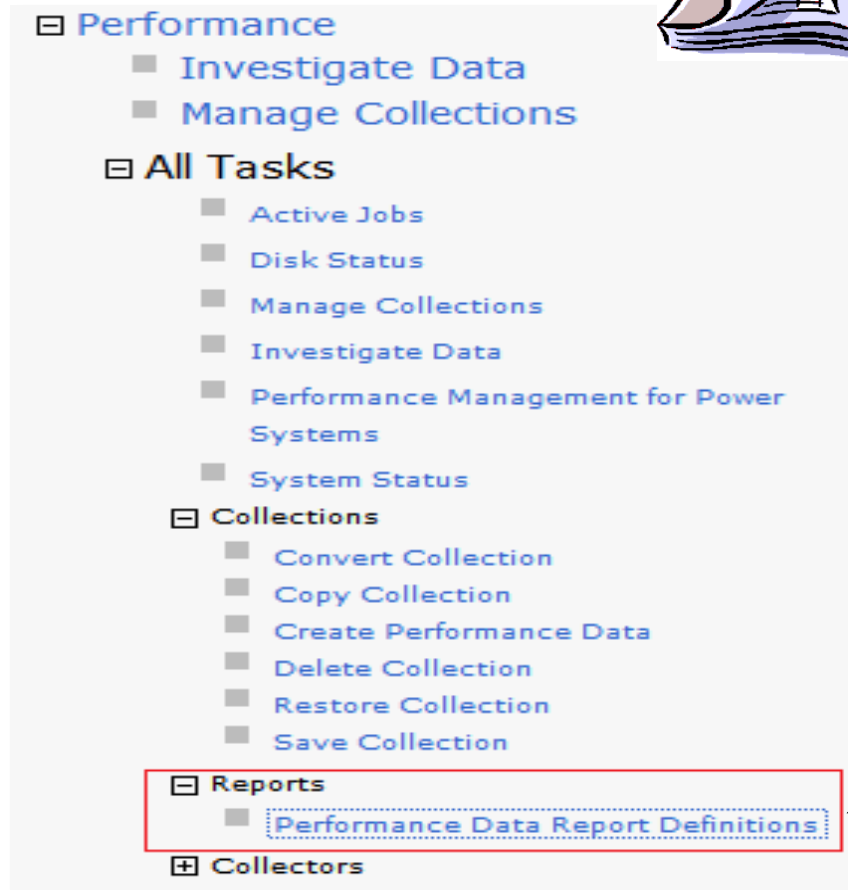 Performance
Investigate Data
Manage Collections
All Tasks
Active Jobs
Disk Status
Manage Collections
Investigate Data
Performance Management for Power
Systems
System Status
Collections
Convert Collection
Copy Collection
Create Performance Data
Delete Collection
Restore Collection
Save Collection
Reports
Performance Data Report Definitions
Collectors